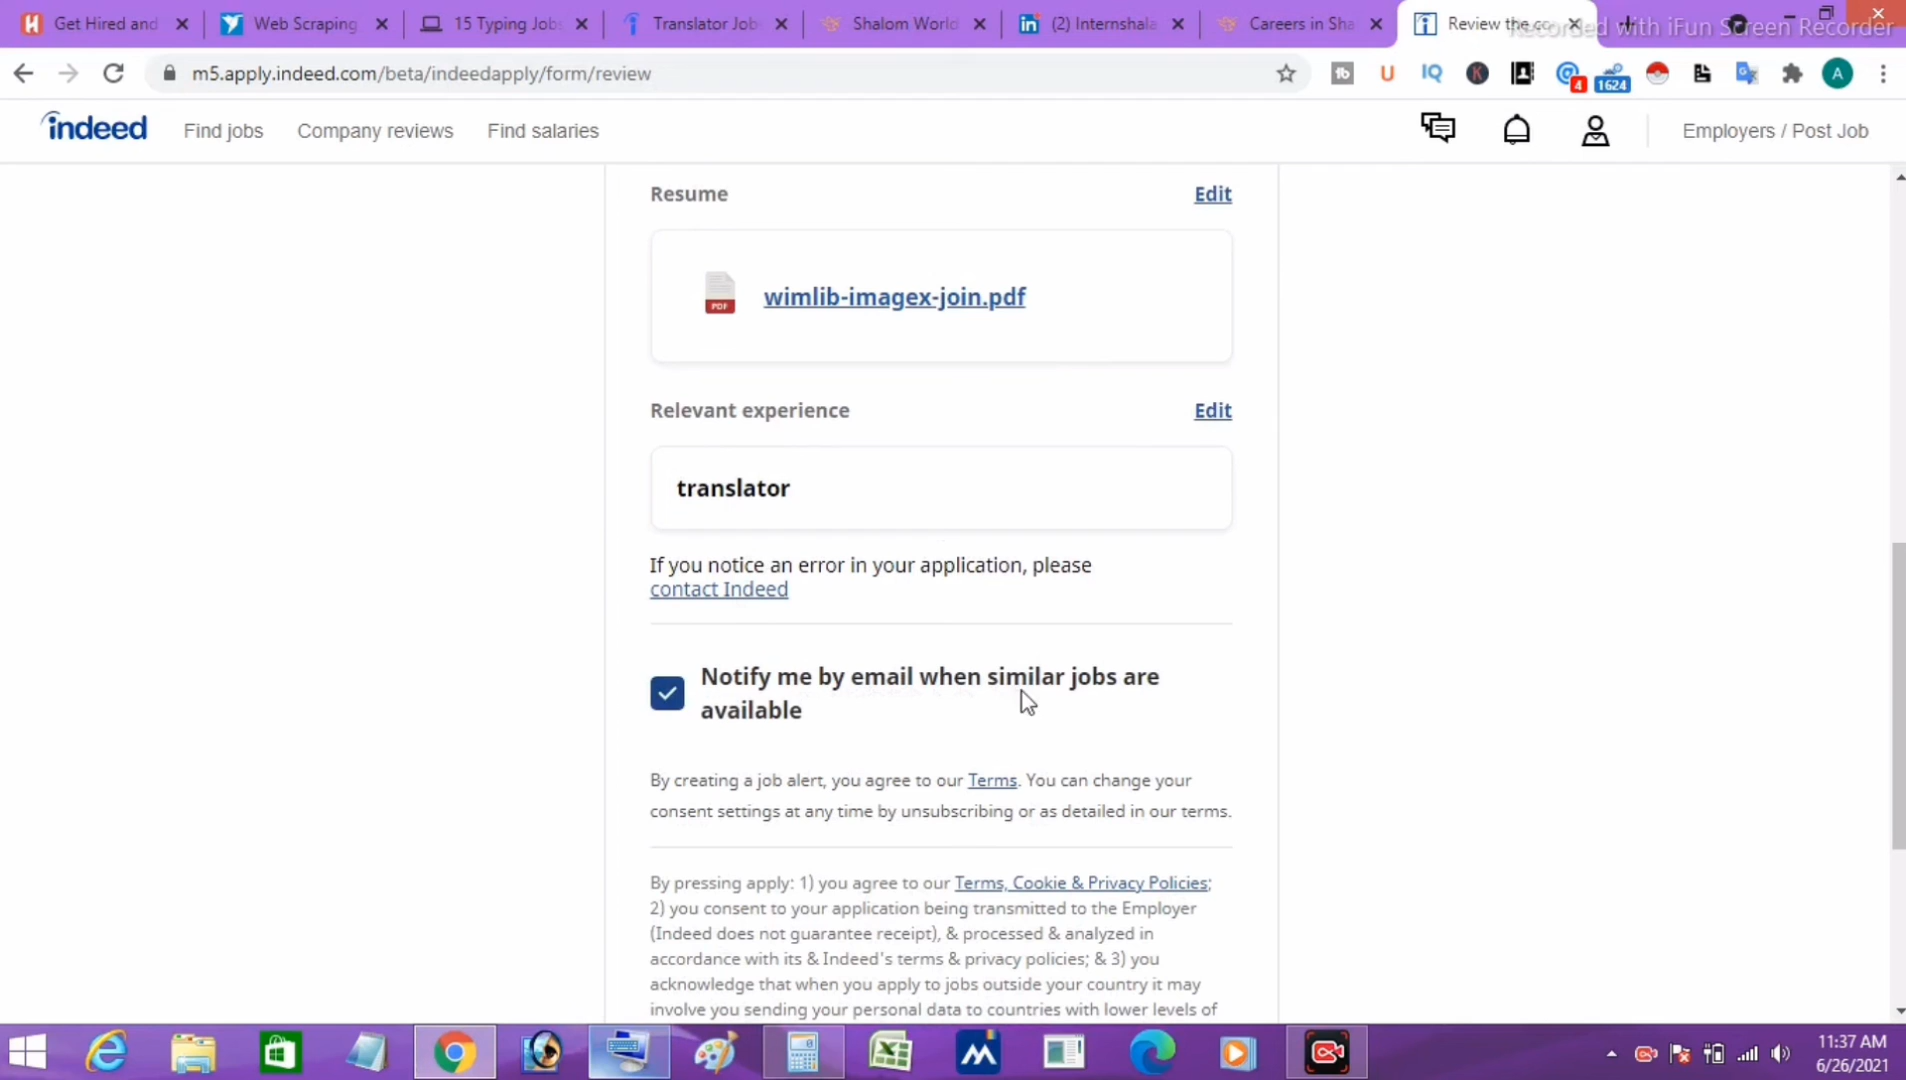 Get Hired and
Web Scraping
15 Typing Jobs
Translator Job
Shalom World
(2) Internshala
Careers in Sha
Review the co
Recorded with iFun Screen Recorder
m5.apply.indeed.com/beta/indeedapply/form/review
4
1624
A
indeed
Find jobs
Company reviews
Find salaries
Employers / Post Job
Resume
Edit
PDF
wimlib-imagex-join.pdf
Relevant experience
Edit
translator
If you notice an error in your application, please
contact Indeed
Notify me by email when similar jobs are
available
By creating a job alert, you agree to our Terms. You can change your
consent settings at any time by unsubscribing or as detailed in our terms.
By pressing apply: 1) you agree to our Terms, Cookie & Privacy Policies;
2) you consent to your application being transmitted to the Employer
(Indeed does not guarantee receipt), & processed & analyzed in
accordance with its & Indeed's terms & privacy policies; & 3) you
acknowledge that when you apply to jobs outside your country it may
involve you sending your personal data to countries with lower levels of
11:37 AM
6/26/2021